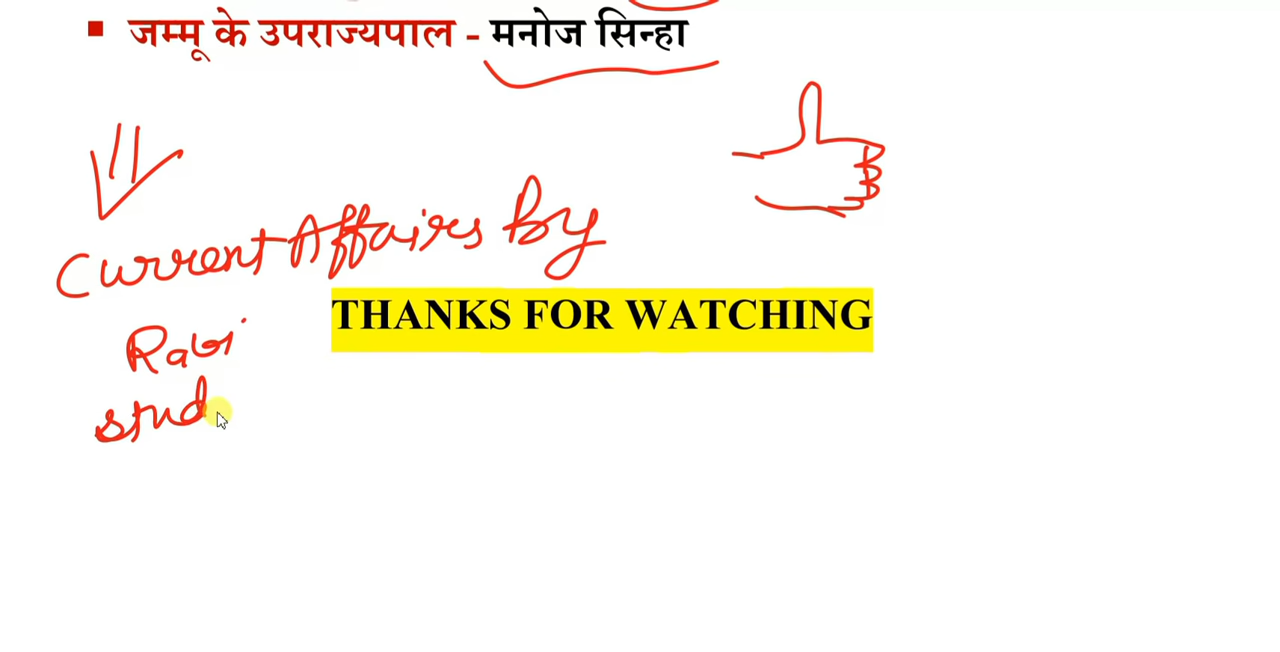 जम्मू के उपराज्यपाल - मनोज सिन्हा
Current Affairs By
THANKS FOR WATCHING
Ravi
stud